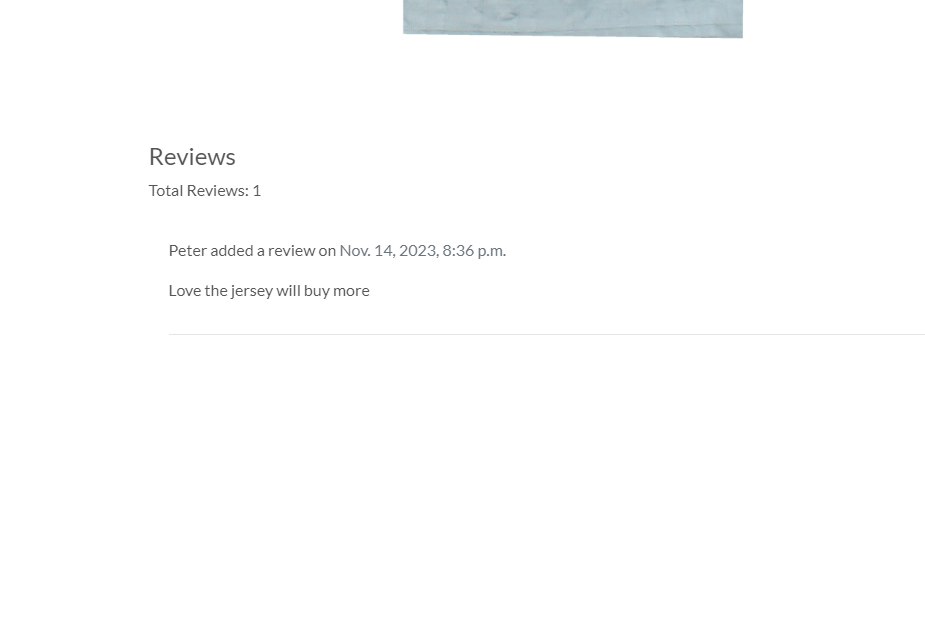 Reviews
Total Reviews: 1
Peter added a review on Nov. 14, 2023, 8:36 p.m.
Love the jersey will buy more